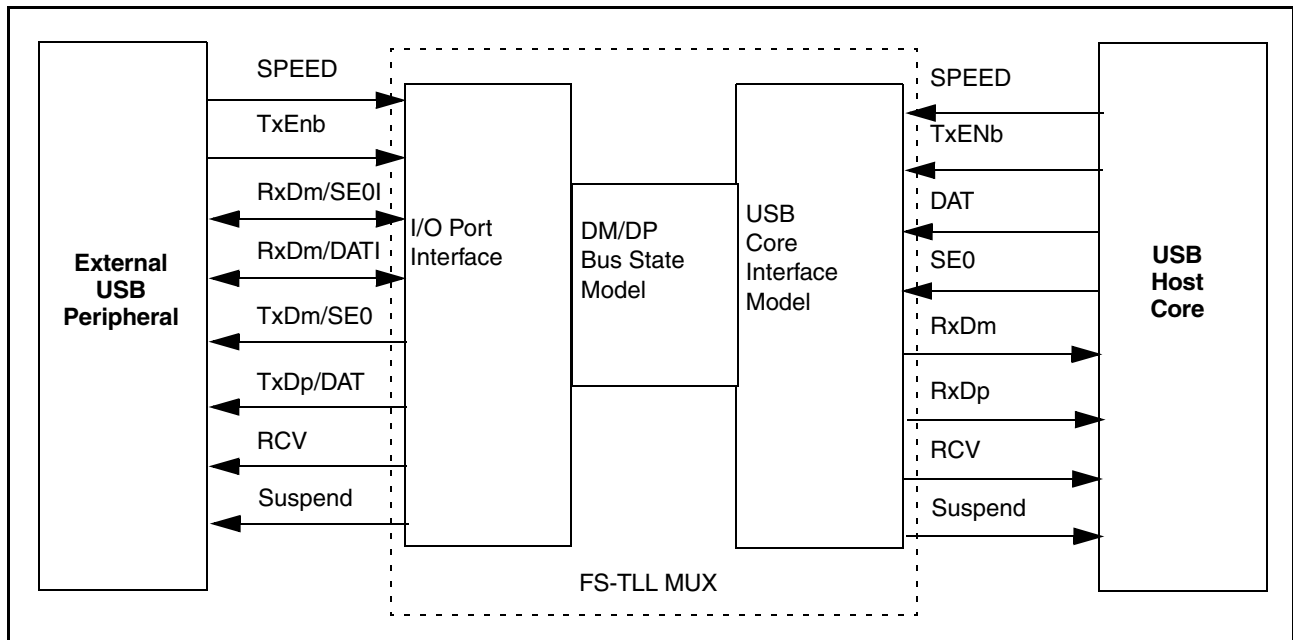 SPEED
TxEnb
RxDm/SE0I
RxDm/DATI
TxDm/SE0
TxDp/DAT
RCV
Suspend
External
USB
Peripheral
I/O Port
Interface
DM/DP
Bus State
Model
USB
Core
Interface
Model
FS-TLL MUX
SPEED
TxENb
DAT
SE0
RxDm
RxDp
RCV
Suspend
USB
Host
Core